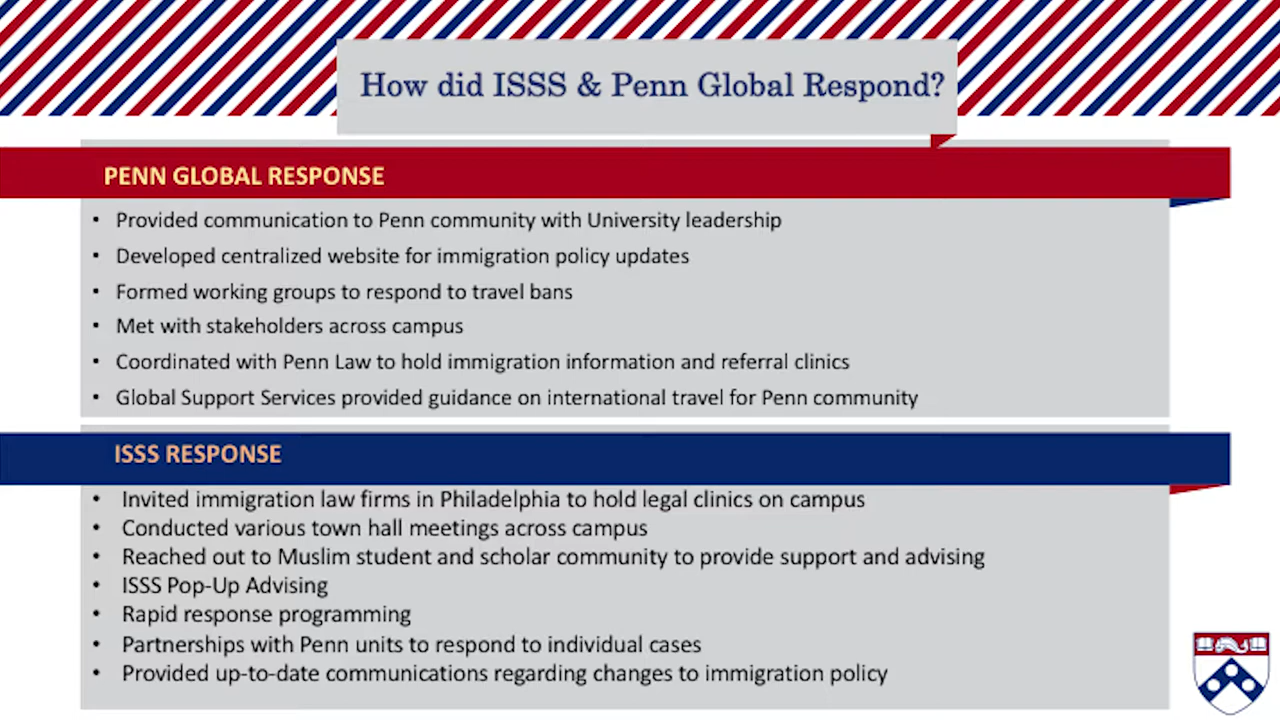 How did ISSS & Penn Global Respond?
PENN GLOBAL RESPONSE
• Provided communication to Penn community with University leadership
• Developed centralized website for immigration policy updates
• Formed working groups to respond to travel bans
• Met with stakeholders across campus
• Coordinated with Penn Law to hold immigration information and referral clinics
• Global Support Services provided guidance on international travel for Penn community
ISSS RESPONSE
• Invited immigration law firms in Philadelphia to hold legal clinics on campus
• Conducted various town hall meetings across campus
• Reached out to Muslim student and scholar community to provide support and advising
• ISSS Pop-Up Advising
• Rapid response programming
• Partnerships with Penn units to respond to individual cases
• Provided up-to-date communications regarding changes to immigration policy